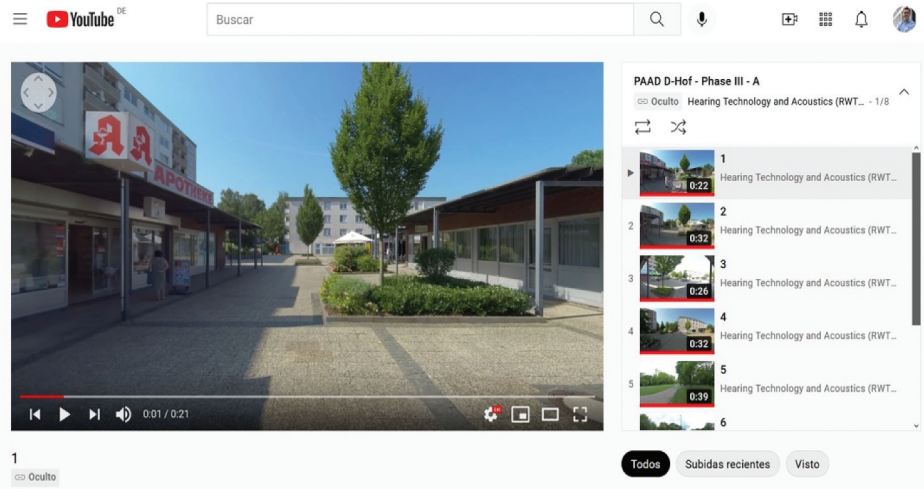 YouTube DE
Buscar
A A
APOTHEKE
0:01 / 0:21
1
Oculto
PAAD D-Hof - Phase III - A
Oculto Hearing Technology and Acoustics (RWT... - 1/8
1
0:22
Hearing Technology and Acoustics (RWT...
2
2
0:32
Hearing Technology and Acoustics (RWT...
3
3
0:26
Hearing Technology and Acoustics (RWT...
4
4
0:32
Hearing Technology and Acoustics (RWT...
5
5
0:39
Hearing Technology and Acoustics (RWT...
6
Todos Subidas recientes Visto